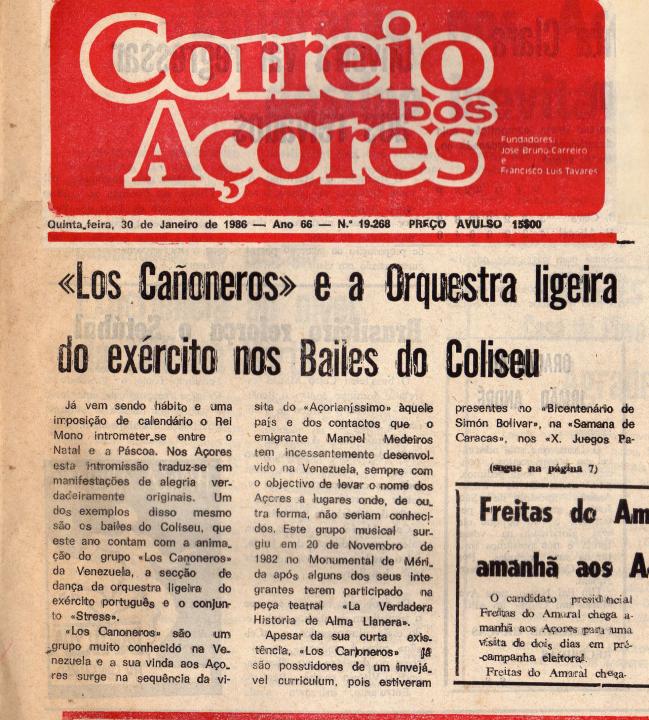 Correio
DOS
Açores
Fundadores:
José Bruno Carreiro
e
Francisco Luis Tavares
Quinta-feira, 30 de Janeiro de 1986 — Ano 66 — N.º 19-268 PREÇO AVULSO 15$00
«Los Cañoneros» e a Orquestra ligeira
do exército nos Bailes do Coliseu
Já vem sendo hábito e uma
imposição de calendário o Rei
Mono intrometer-se entre o
Natal e a Páscoa. Nos Açores
esta intromissão traduz-se em
manifestações de alegria ver-
dadeiramente originais. Um
dos exemplos disso mesmo
são os bailes do Coliseu, que
este ano contam com a anima-
ção do grupo «Los Canoneros»
da Venezuela, a secção de
dança da orquestra ligeira do
exército português e o conjun-
to «Stress».
«Los Canoneros» são um
grupo muito conhecido na Ve-
nezuela e a sua vinda aos Aço-
res surge na sequência da vi-
sita do «Açorianíssimo» àquele
país e dos contactos que o
emigrante Manuel Medeiros
tem incessantemente desenvol-
vido na Venezuela, sempre com
o objectivo de levar o nome dos
Açores a lugares onde, de ou-
tra forma, não seriam conheci-
dos. Este grupo musical sur-
giu em 20 de Novembro de
1982 no Monumental de Méri-
da após alguns dos seus inte-
grantes terem participado na
peça teatral «La Verdadera
Historia de Alma Llanera».
Apesar da sua curta exis-
tência, «Los Canoneros» já
são possuidores de um invejá-
vel curriculum, pois estiveram
presentes no «Bicentenário de
Simón Bolivar», na «Semana de
Caracas», nos «X. Juegos Pa-
(segue na página 7)
Freitas do Am
amanhã aos A
O candidato presidencial
Freitas do Amaral chega a-
manhã aos Açores para uma
visita de dois dias em pré-
-campanha eleitoral.
Freitas do Amaral chega-